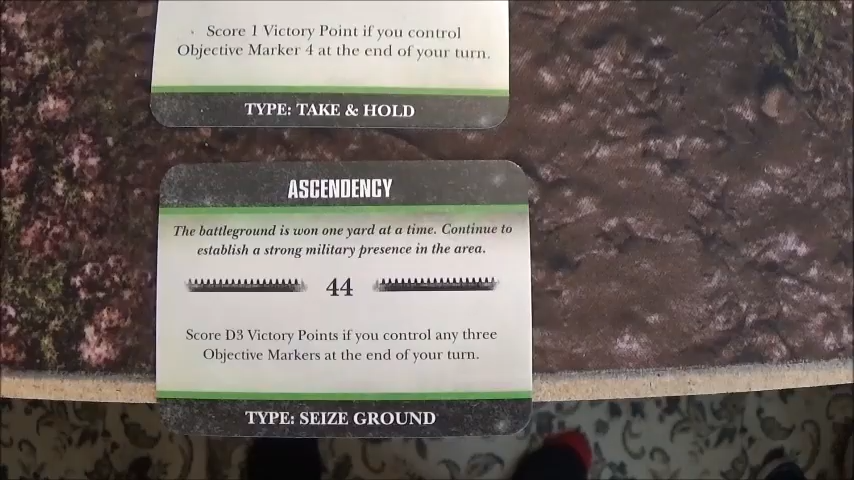 Score 1 Victory Point if you control
Objective Marker 4 at the end of your turn.
TYPE: TAKE & HOLD
ASCENDENCY
The battleground is won one yard at a time. Continue to
establish a strong military presence in the area.
44
Score D3 Victory Points if you control any three
Objective Markers at the end of your turn.
TYPE: SEIZE GROUND